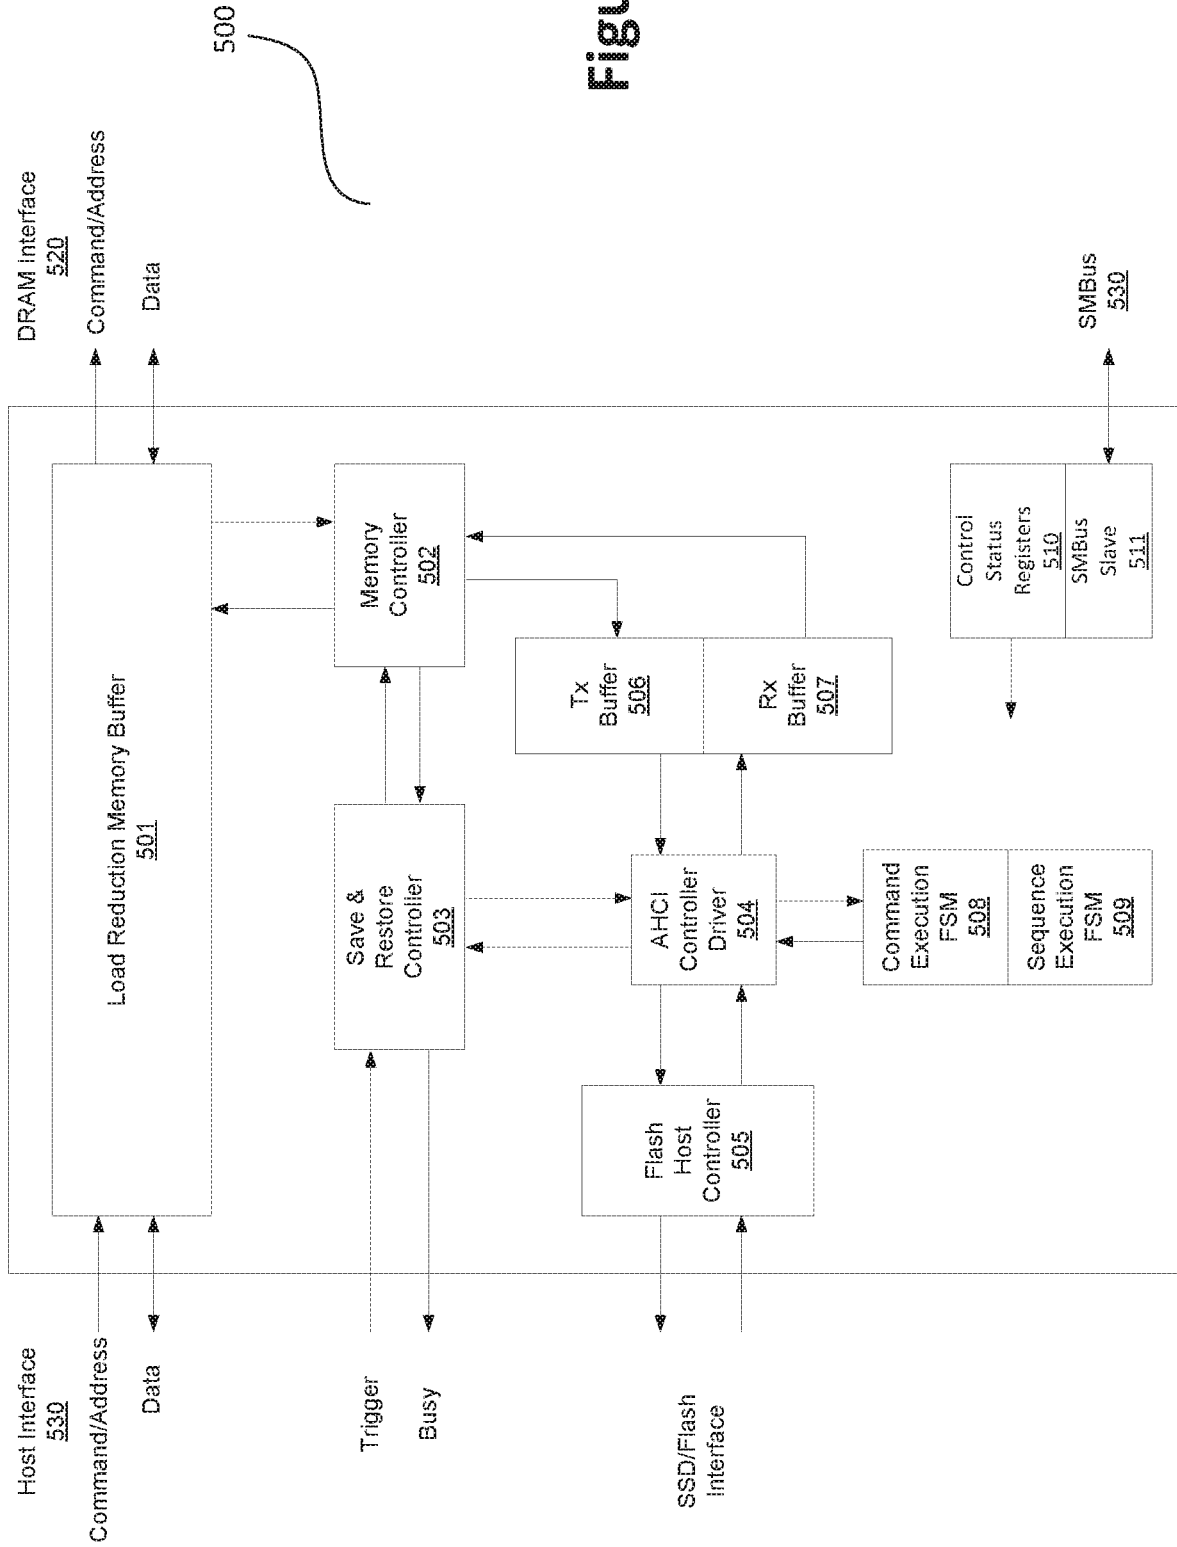 Host Interface
530
Command/Address
Data
DRAM Interface
520
Command/Address
Data
Load Reduction Memory Buffer
501
Trigger
Busy
Save &
Restore
Controller
503
Memory
Controller
502
SSD/Flash
Interface
Flash
Host
Controller
505
AHCI
Controller
Driver
504
Tx
Buffer
506
Rx
Buffer
507
Command
Execution
FSM
508
Sequence
Execution
FSM
509
Control
Status
Registers
510
SMBus
Slave
511
SMBus
530
500